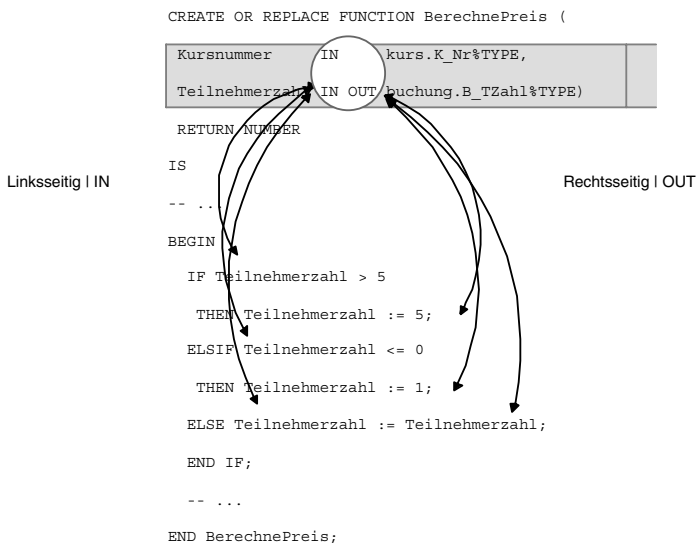 CREATE OR REPLACE FUNCTION BerechnePreis (
Kursnummer IN kurs.K_Nr%TYPE,
Teilnehmerzahl IN OUT buchung.B_TZahl%TYPE)
RETURN NUMBER
IS
Linksseitig | IN
Rechtsseitig | OUT
-- ...
BEGIN
IF Teilnehmerzahl > 5
THEN Teilnehmerzahl := 5;
ELSIF Teilnehmerzahl <= 0
THEN Teilnehmerzahl := 1;
ELSE Teilnehmerzahl := Teilnehmerzahl;
END IF;
-- ...
END BerechnePreis;